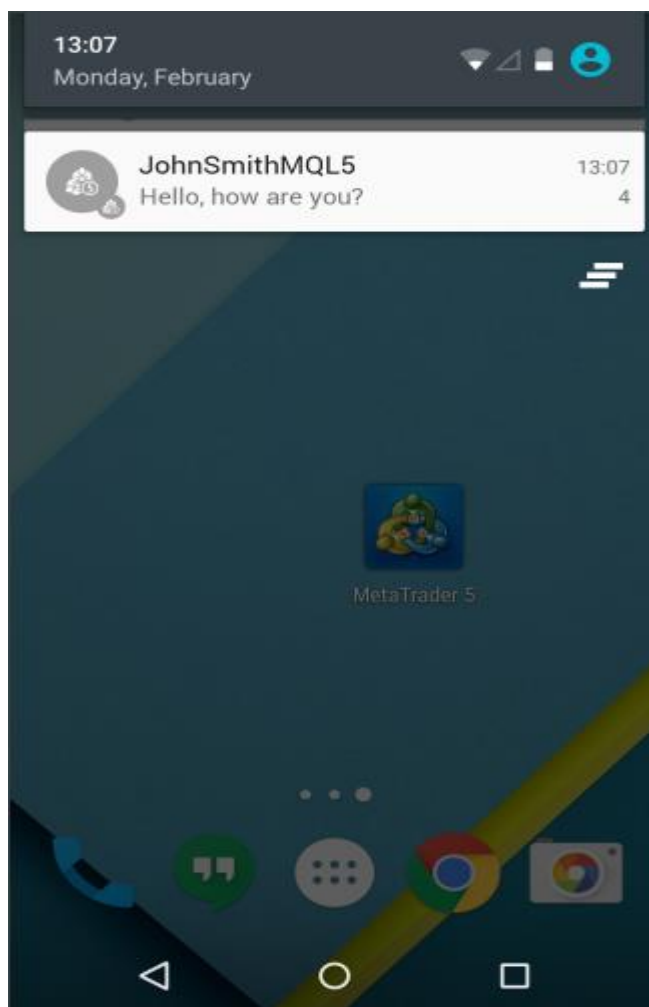 13:07
Monday, February
JohnSmithMQL5
13:07
Hello, how are you?
4
MetaTrader 5